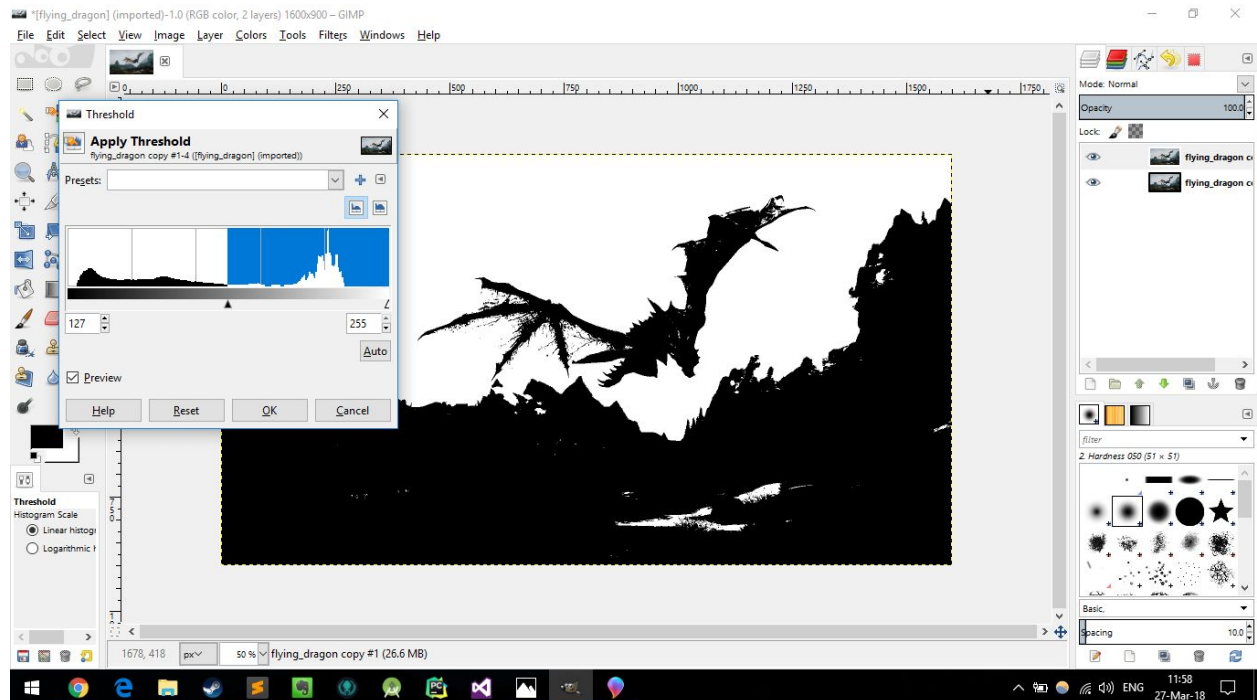 *[flying_dragon] (imported)-1.0 (RGB color, 2 layers) 1600x900 – GIMP
File Edit Select View Image Layer Colors Tools Filters Windows Help
0 0 250 500 750 1000 1250 1500 1750
Threshold
Apply Threshold
flying_dragon copy #1-4 ([flying_dragon] (imported))
Presets:
127 255
Auto
Preview
Help Reset OK Cancel
Threshold
Histogram Scale
Linear histog
Logarithmic
750
Mode: Normal
Opacity 100.0
Lock:
flying_dragon c
flying_dragon c
filter
2. Hardness 050 (51 × 51)
Basic,
Spacing 10.0
1678, 418 px 50 % flying_dragon copy #1 (26.6 MB)
ENG
11:58
27-Mar-18